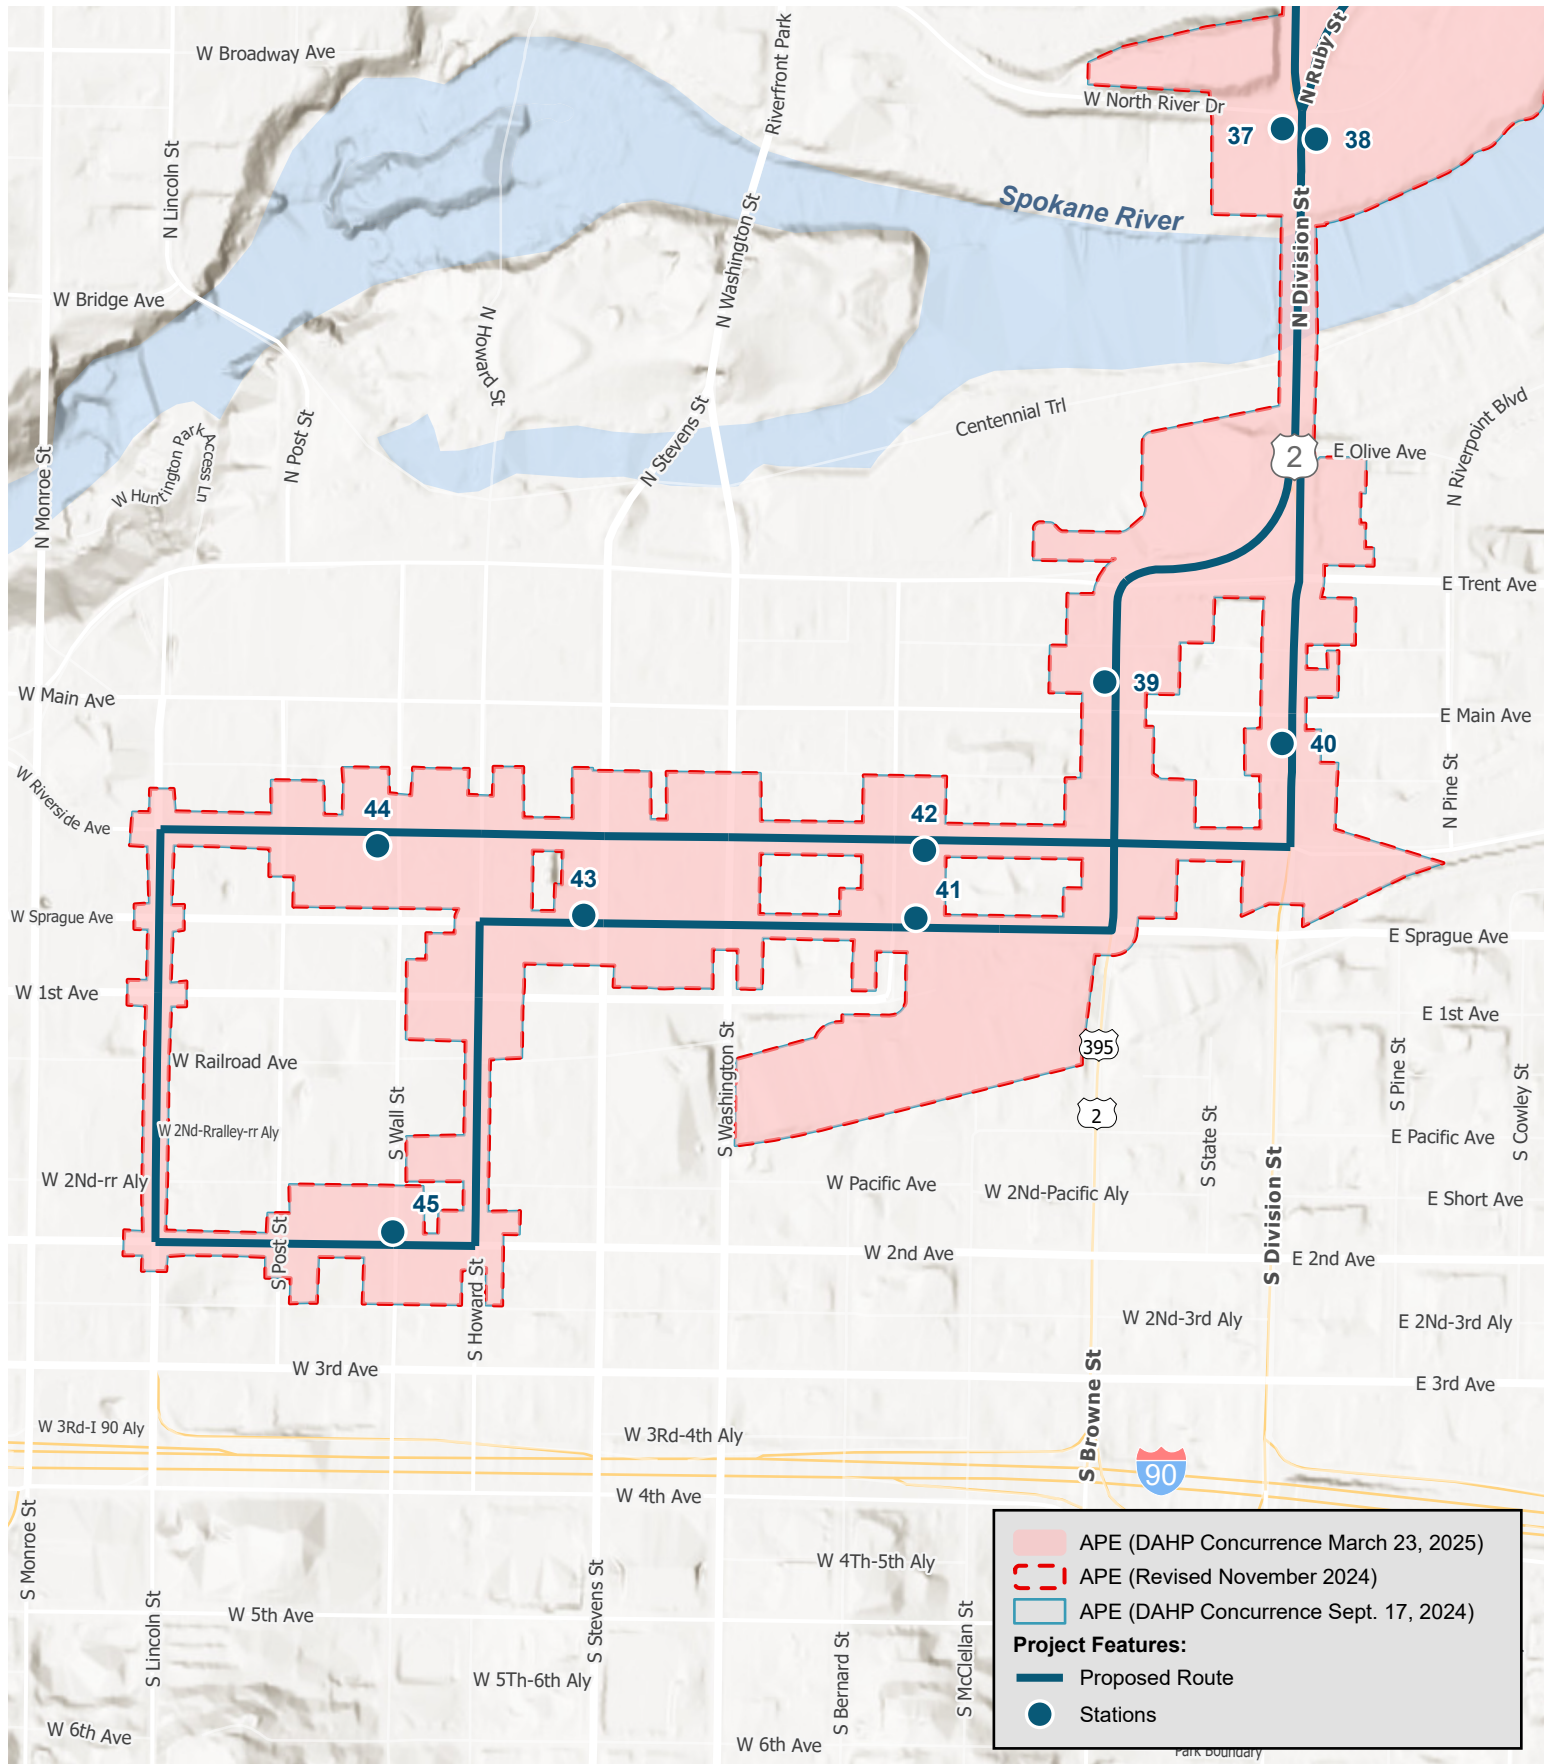 W Broadway Ave
Riverfront Park
N Ruby St
W North River Dr
37
38
N Lincoln St
Spokane River
N Washington St
N Division St
W Bridge Ave
N Howard St
Centennial Trl
N Riverpoint Blvd
N Monroe St
W Huntington Park
Access Ln
N Post St
N Stevens St
2
E Olive Ave
E Trent Ave
W Main Ave
39
E Main Ave
40
W Riverside Ave
N Pine St
44
42
43
41
W Sprague Ave
E Sprague Ave
W 1st Ave
E 1st Ave
395
2
W Railroad Ave
S Washington St
S Pine St
S Cowley St
S Wall St
W 2Nd-Rralley-rr Aly
S State St
E Pacific Ave
W 2Nd-rr Aly
W Pacific Ave
W 2Nd-Pacific Aly
E Short Ave
45
S Post St
S Division St
W 2nd Ave
E 2nd Ave
S Howard St
W 2Nd-3rd Aly
E 2Nd-3rd Aly
W 3rd Ave
S Browne St
E 3rd Ave
W 3Rd-I 90 Aly
W 3Rd-4th Aly
90
W 4th Ave
S Monroe St
W 4Th-5th Aly
S Lincoln St
W 5th Ave
S Stevens St
S Bernard St
S McClellan St
W 5Th-6th Aly
W 6th Ave
W 6th Ave
APE (DAHP Concurrence March 23, 2025)
APE (Revised November 2024)
APE (DAHP Concurrence Sept. 17, 2024)
Project Features:
Proposed Route
Stations
Park Boundary